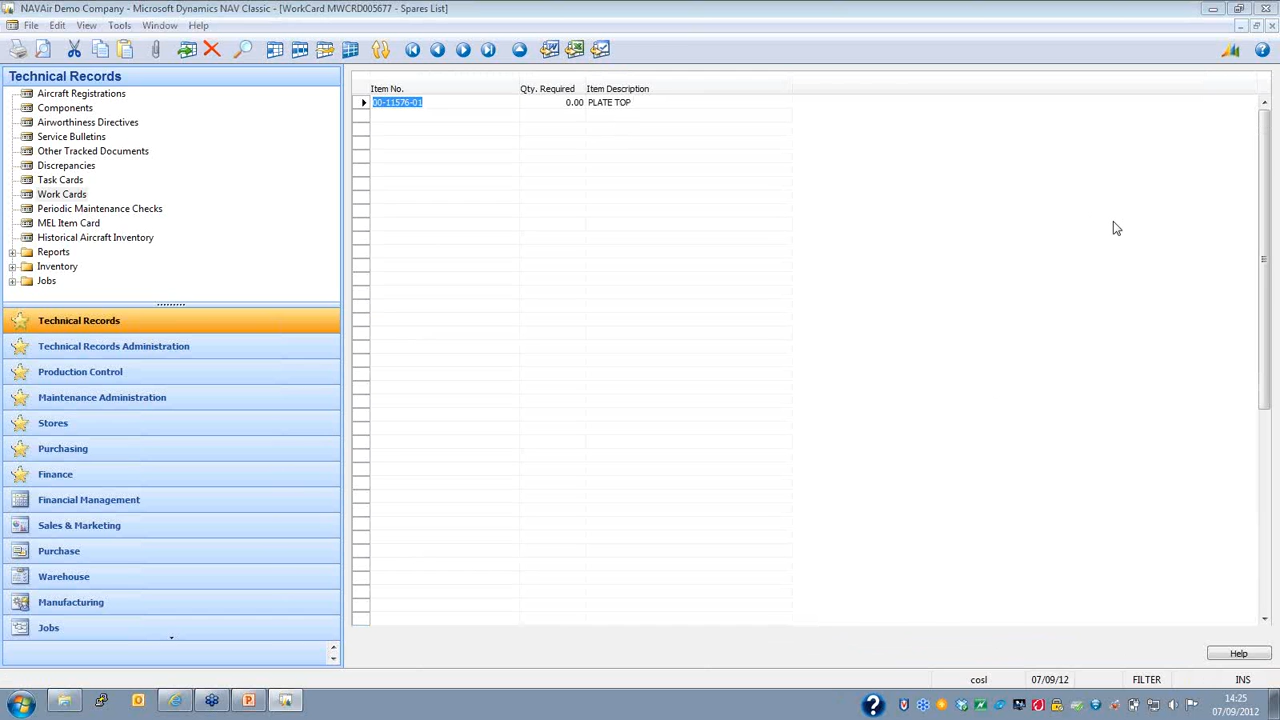 NAVAir Demo Company - Microsoft Dynamics NAV Classic - [WorkCard MWCRD005677 - Spares List]
File Edit View Tools Window Help
Technical Records
Aircraft Registrations
Components
Airworthiness Directives
Service Bulletins
Other Tracked Documents
Discrepancies
Task Cards
Work Cards
Periodic Maintenance Checks
MEL Item Card
Historical Aircraft Inventory
Reports
Inventory
Jobs
Technical Records
Technical Records Administration
Production Control
Maintenance Administration
Stores
Purchasing
Finance
Financial Management
Sales & Marketing
Purchase
Warehouse
Manufacturing
Jobs
Item No. Qty. Required Item Description
00-11576-01 0.00 PLATE TOP
Help
cosl 07/09/12 FILTER INS
14:25
07/09/2012